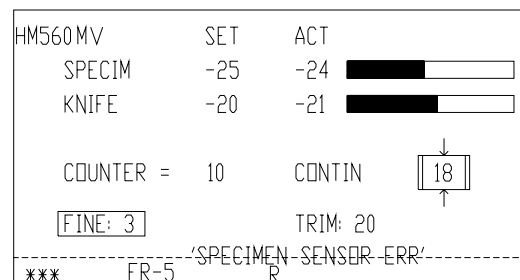 HM560MV SET ACT
SPECIM -25 -24
KNIFE -20 -21
COUNTER = 10 CONTIN 18
FINE: 3 TRIM: 20
'SPECIMEN SENSOR ERR'
*** FR-5 R